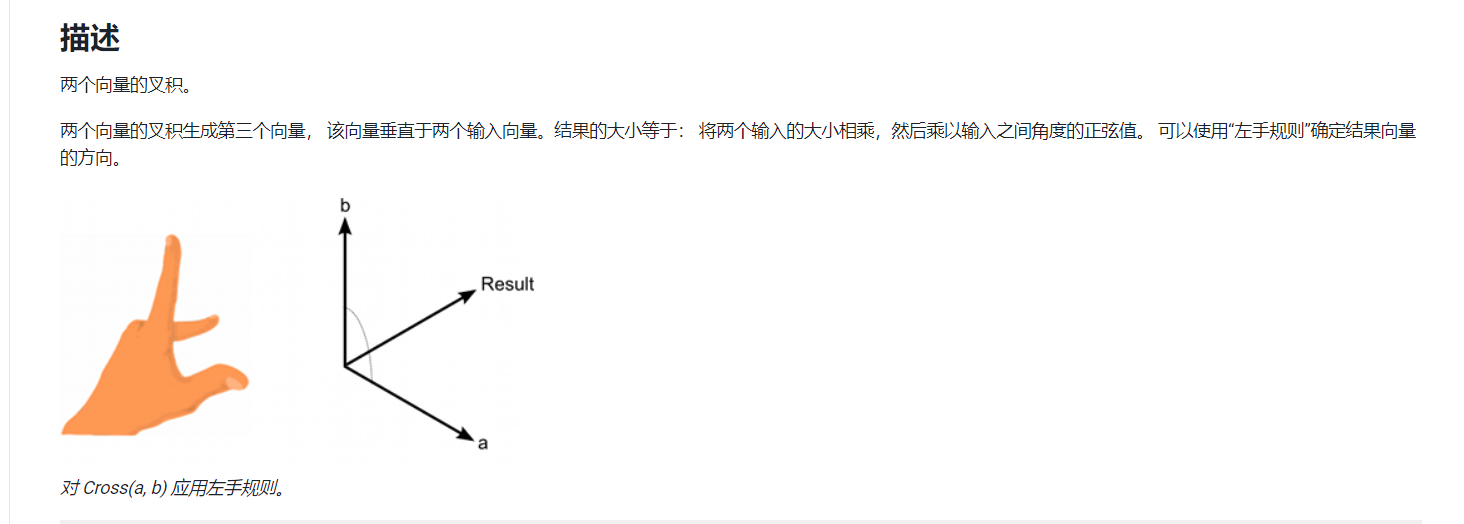 描述
两个向量的叉积。
两个向量的叉积生成第三个向量， 该向量垂直于两个输入向量。结果的大小等于： 将两个输入的大小相乘，然后乘以输入之间角度的正弦值。 可以使用“左手规则”确定结果向量
的方向。
b
Result
a
对 Cross(a, b) 应用左手规则。